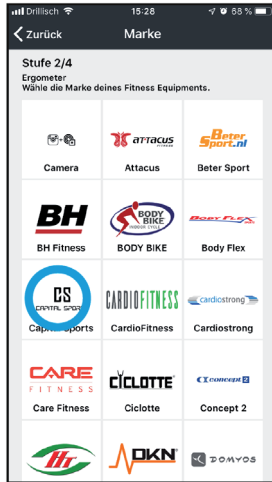 Drillisch 15:28 68 %
Zurück Marke
Stufe 2/4
Ergometer
Wähle die Marke deines Fitness Equipments.
attacus
FITNESS
Beter
Sport.nl
Camera Attacus Beter Sport
BH
BODY
BIKE
INDOOR CYCLE
BODY FLEX
BH Fitness BODY BIKE Body Flex
CS
CAPITAL SPORTS
CARDIOFITNESS
cardiostrong
Capital Sports CardioFitness Cardiostrong
CARE
FITNESS
CICLOTTE
concept 2
Care Fitness Ciclotte Concept 2
HT
DKN
DOMYOS